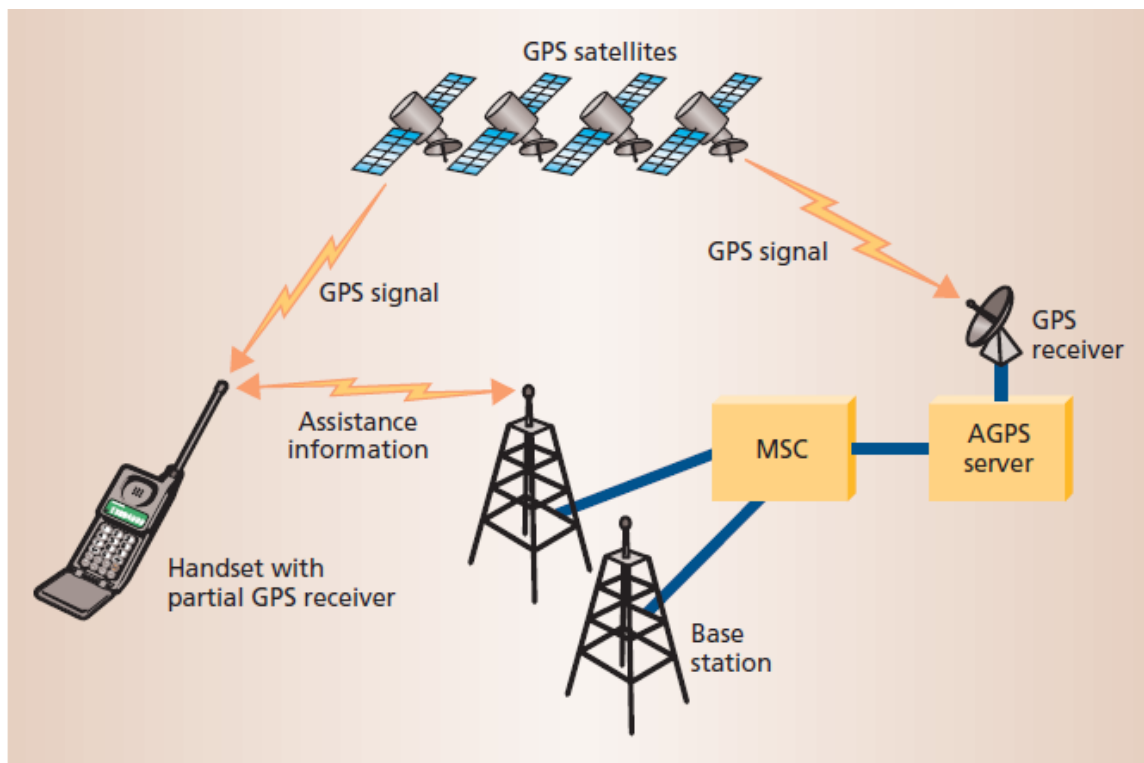 GPS satellites
GPS signal
GPS signal
GPS
receiver
Assistance
information
MSC
AGPS
server
Handset with
partial GPS receiver
Base
station